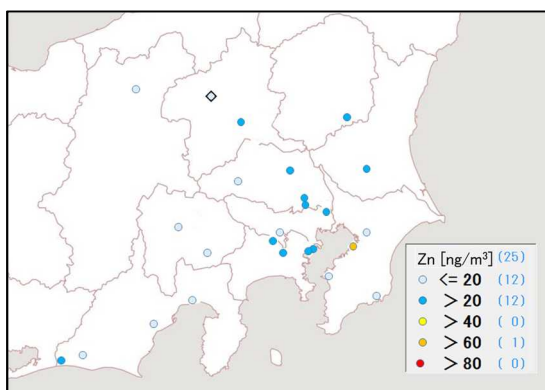 Zn [ng/m³] (25)
<= 20 (12)
> 20 (12)
> 40 (0)
> 60 (1)
> 80 (0)